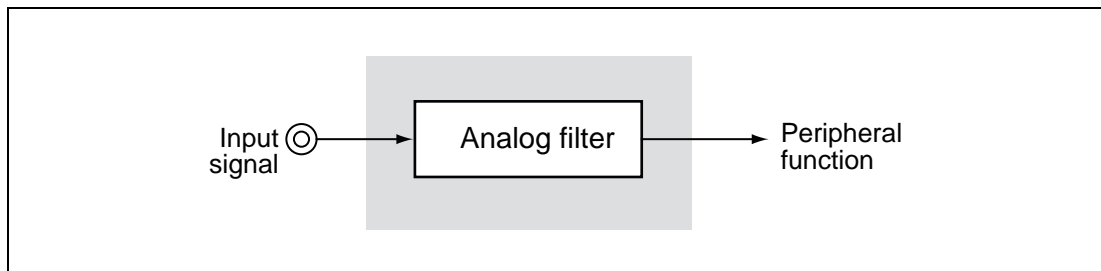 Input
signal
Analog filter
Peripheral
function